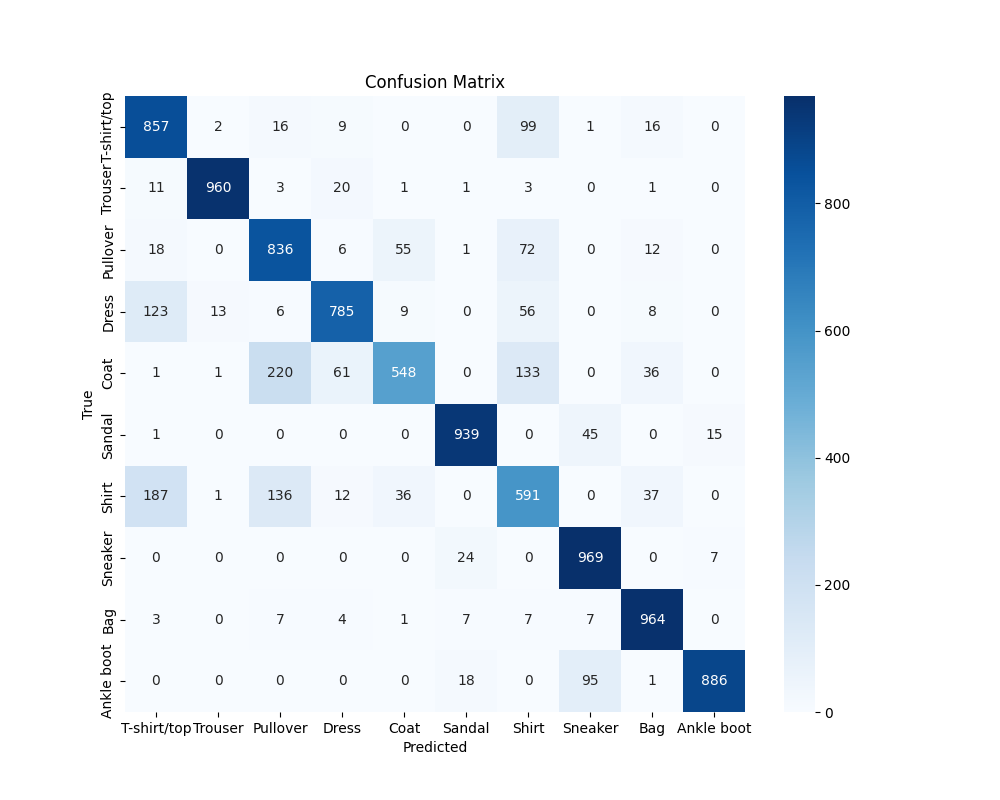 Confusion Matrix
T-shirt/top 857 2 16 9 0 0 99 1 16 0
Trouser 11 960 3 20 1 1 3 0 1 0
Pullover 18 0 836 6 55 1 72 0 12 0
Dress 123 13 6 785 9 0 56 0 8 0
Coat 1 1 220 61 548 0 133 0 36 0
Sandal 1 0 0 0 0 939 0 45 0 15
Shirt 187 1 136 12 36 0 591 0 37 0
Sneaker 0 0 0 0 0 24 0 969 0 7
Bag 3 0 7 4 1 7 7 7 964 0
Ankle boot 0 0 0 0 0 18 0 95 1 886
T-shirt/top Trouser Pullover Dress Coat Sandal Shirt Sneaker Bag Ankle boot
Predicted
True
800
600
400
200
0